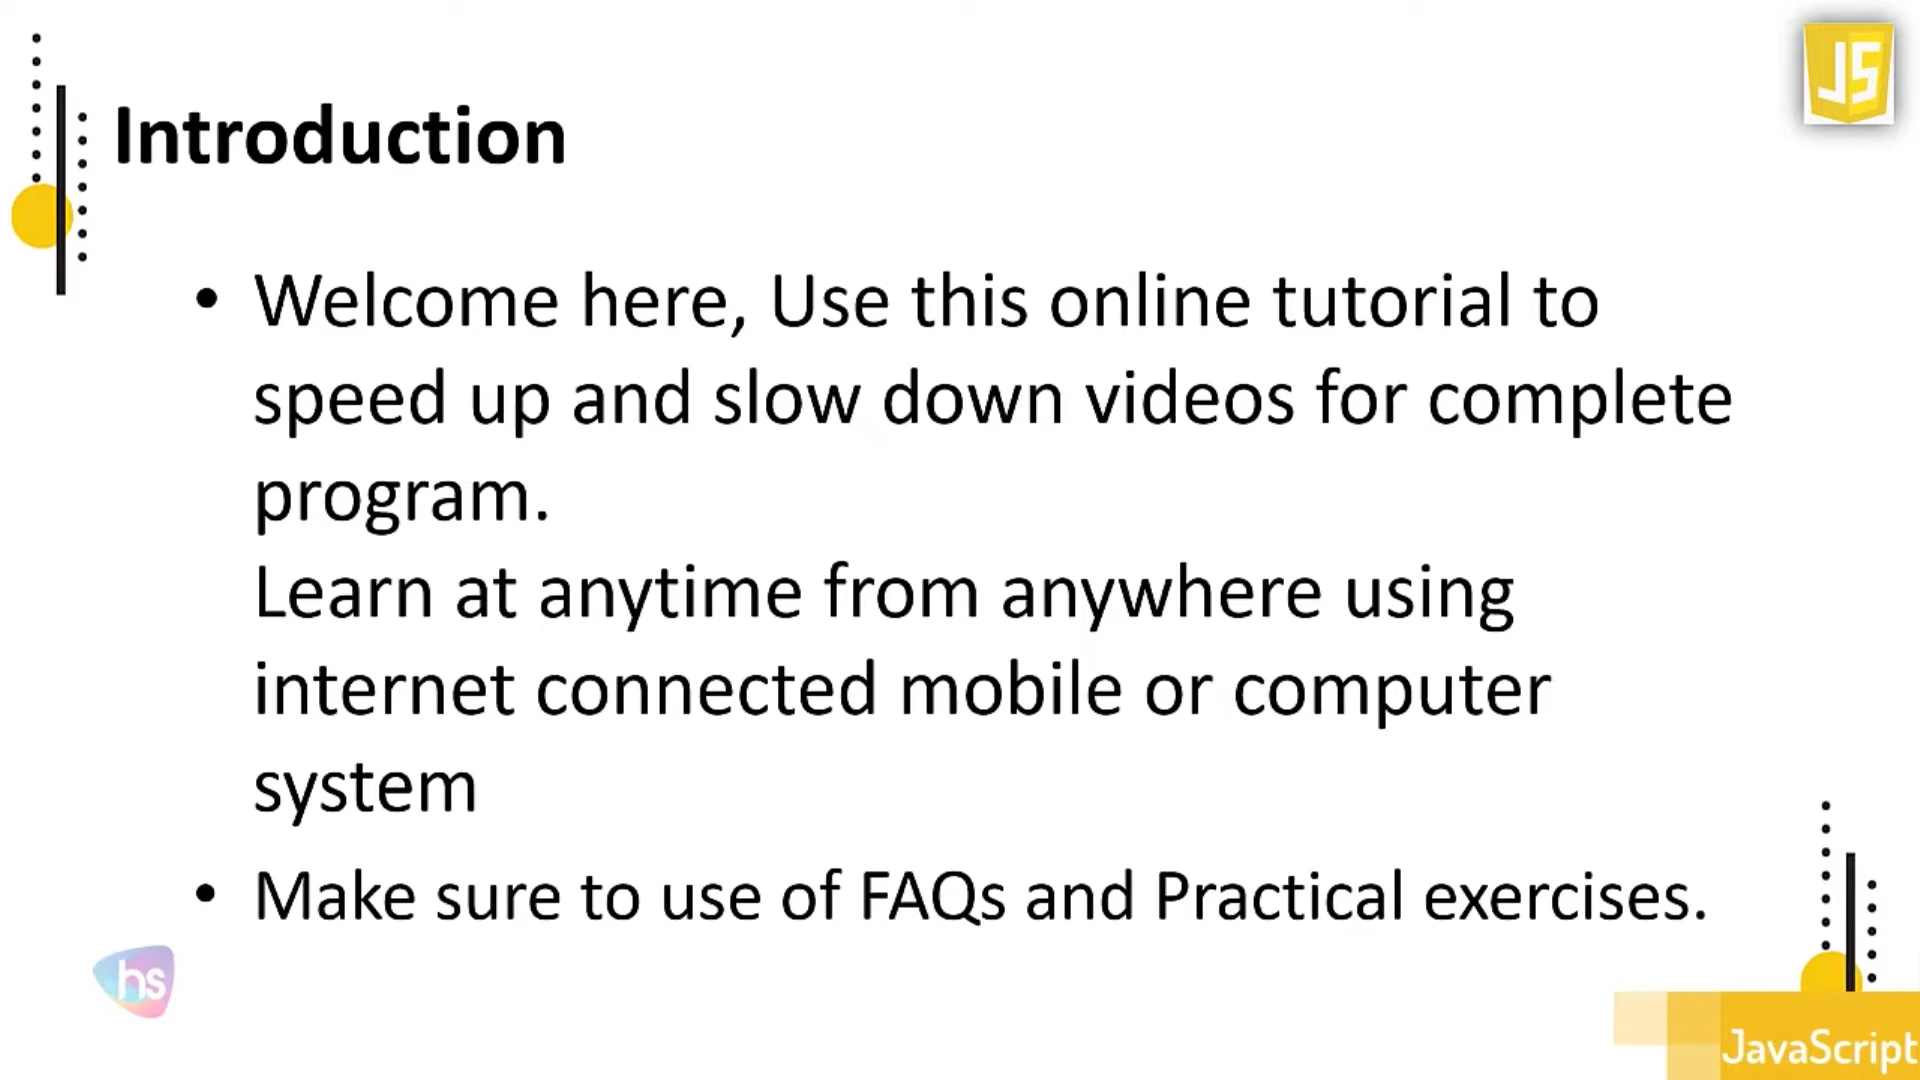 JS
Introduction
• Welcome here, Use this online tutorial to
speed up and slow down videos for complete
program.
Learn at anytime from anywhere using
internet connected mobile or computer
system
• Make sure to use of FAQs and Practical exercises.
hs
JavaScript